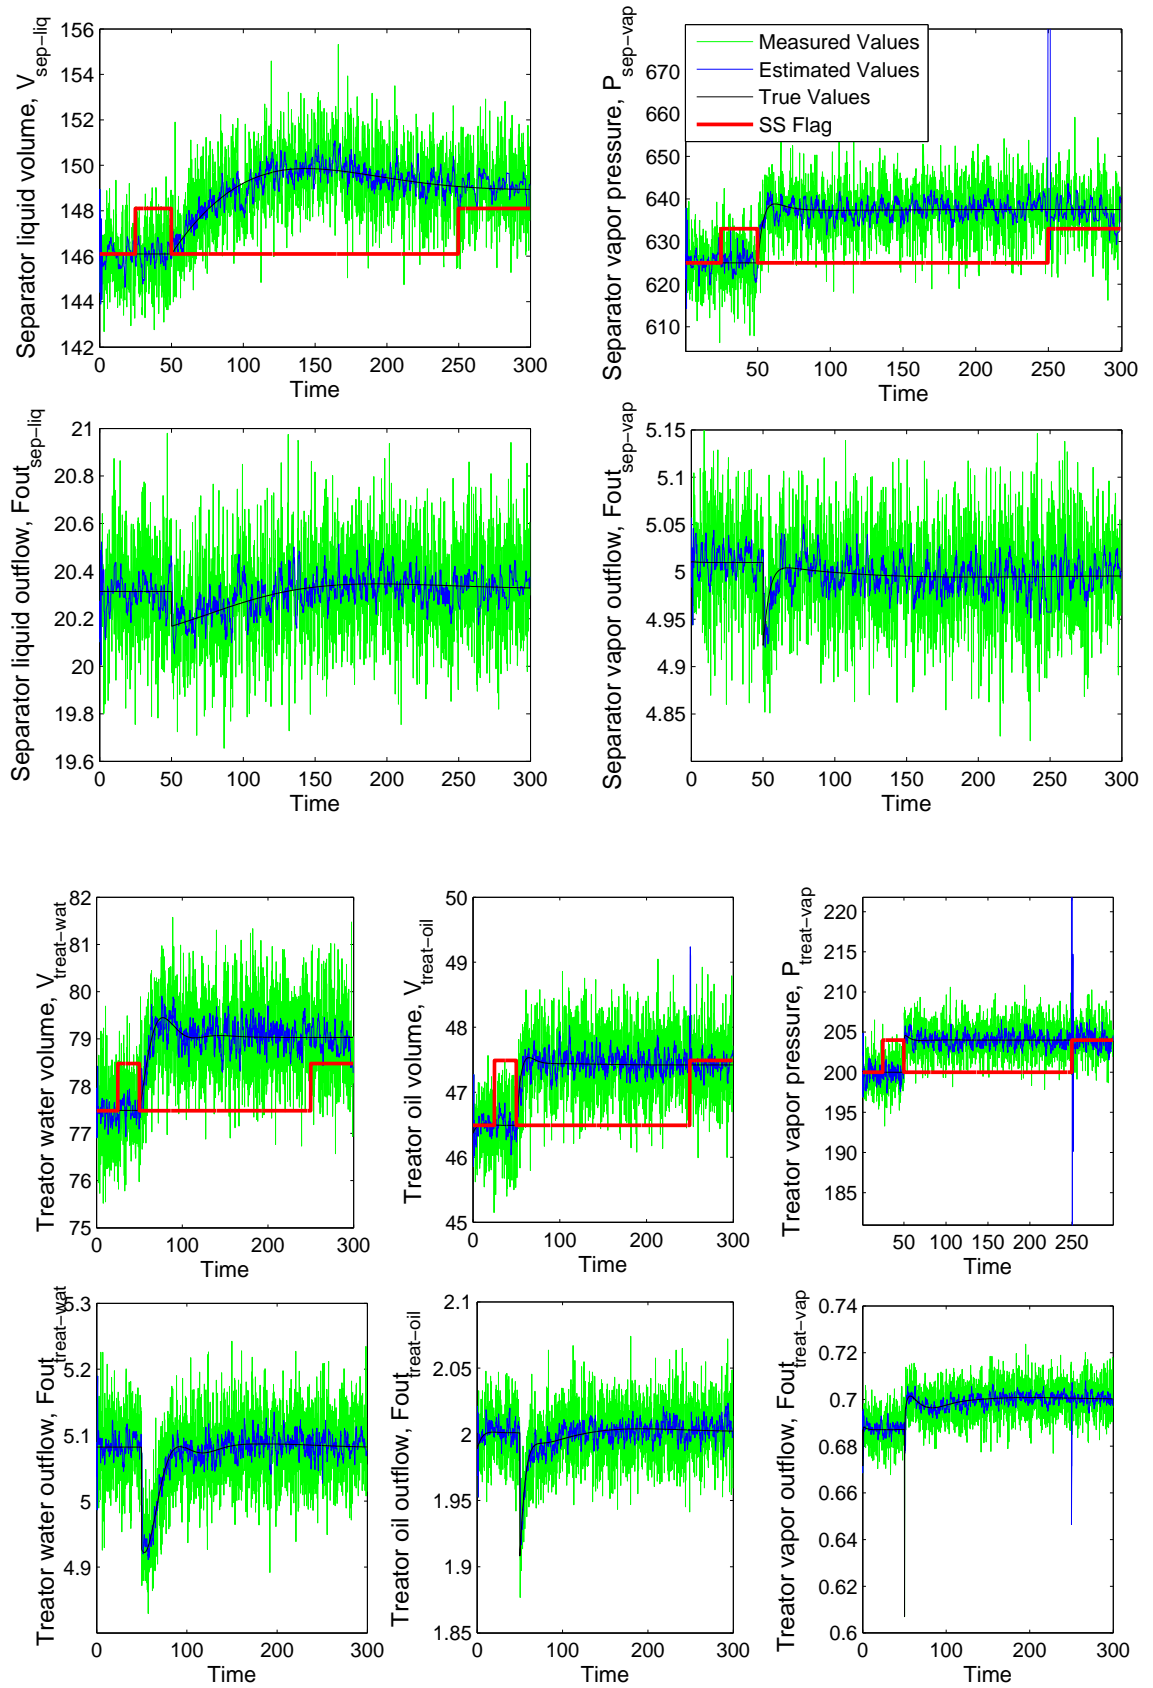 Separator liquid volume, V_sep−liq
156
154
152
150
148
146
144
142
0 50 100 150 200 250 300
Time
Separator vapor pressure, P_sep−vap
670
660
650
640
630
620
610
0 50 100 150 200 250 300
Time
Measured Values
Estimated Values
True Values
SS Flag
Separator liquid outflow, Fout_sep−liq
21
20.8
20.6
20.4
20.2
20
19.8
19.6
0 50 100 150 200 250 300
Time
Separator vapor outflow, Fout_sep−vap
5.15
5.1
5.05
5
4.95
4.9
4.85
0 50 100 150 200 250 300
Time
Treator water volume, V_treat−wat
82
81
80
79
78
77
76
75
0 100 200 300
Time
Treator oil volume, V_treat−oil
50
49
48
47
46
45
0 100 200 300
Time
Treator vapor pressure, P_treat−vap
220
215
210
205
200
195
190
185
50 100 150 200 250
Time
Treator water outflow, Fout_treat−wat
5.3
5.2
5.1
5
4.9
0 100 200 300
Time
Treator oil outflow, Fout_treat−oil
2.1
2.05
2
1.95
1.9
1.85
0 100 200 300
Time
Treator vapor outflow, Fout_treat−vap
0.74
0.72
0.7
0.68
0.66
0.64
0.62
0.6
0 100 200 300
Time